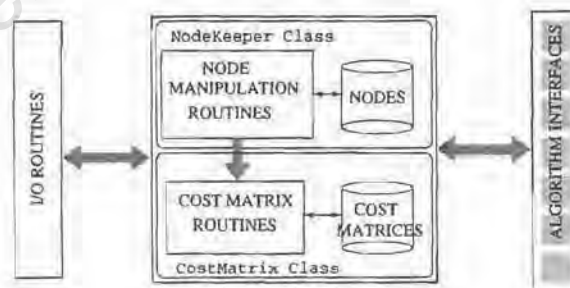 NodeKeeper Class
NODE
MANIPULATION
ROUTINES
NODES
I/O ROUTINES
COST MATRIX
ROUTINES
COST
MATRICES
CostMatrix Class
ALGORITHM INTERFACES